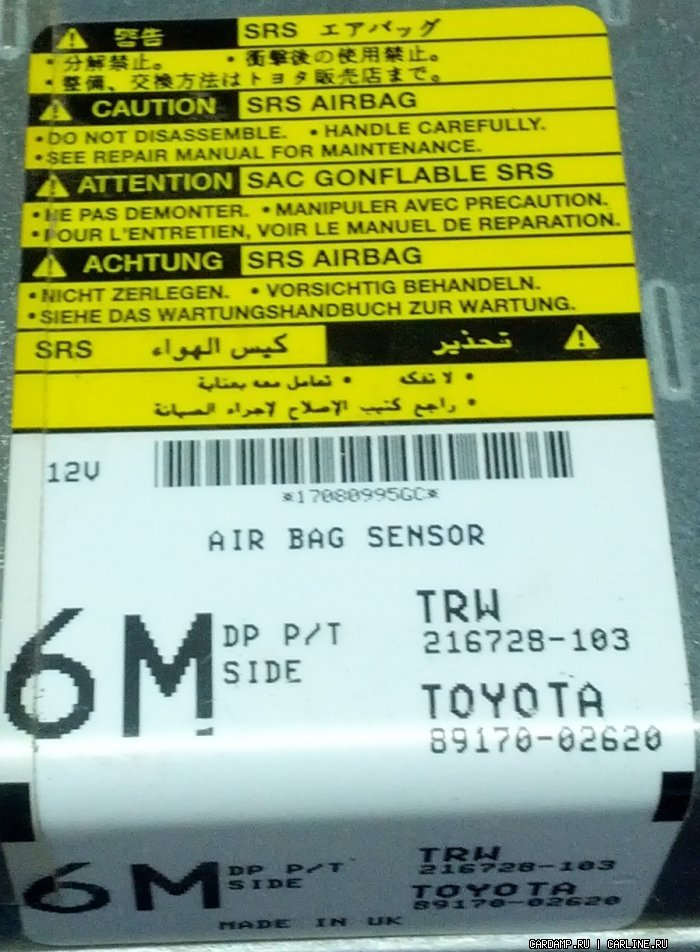 警告 SRS エアバッグ
・分解禁止。 ・衝撃後の使用禁止。
・整備、交換方法はトヨタ販売店まで。
CAUTION SRS AIRBAG
•DO NOT DISASSEMBLE. •HANDLE CAREFULLY.
•SEE REPAIR MANUAL FOR MAINTENANCE.
ATTENTION SAC GONFLABLE SRS
•NE PAS DEMONTER. •MANIPULER AVEC PRECAUTION.
•POUR L'ENTRETIEN, VOIR LE MANUEL DE REPARATION.
ACHTUNG SRS AIRBAG
•NICHT ZERLEGEN. •VORSICHTIG BEHANDELN.
•SIEHE DAS WARTUNGSHANDBUCH ZUR WARTUNG.
تحذير كيس الهواء SRS
• لا تفكه • تعامل معه بعناية
• راجع كتيب الإصلاح لاجراء الصيانة
12V
*17080995GC*
AIR BAG SENSOR
6M DP P/T SIDE
TRW
216728-103
TOYOTA
89170-02620
6M DP P/T SIDE
TRW
216728-103
TOYOTA
89170-02620
MADE IN UK
CARDAMP.RU | CARLINE.RU